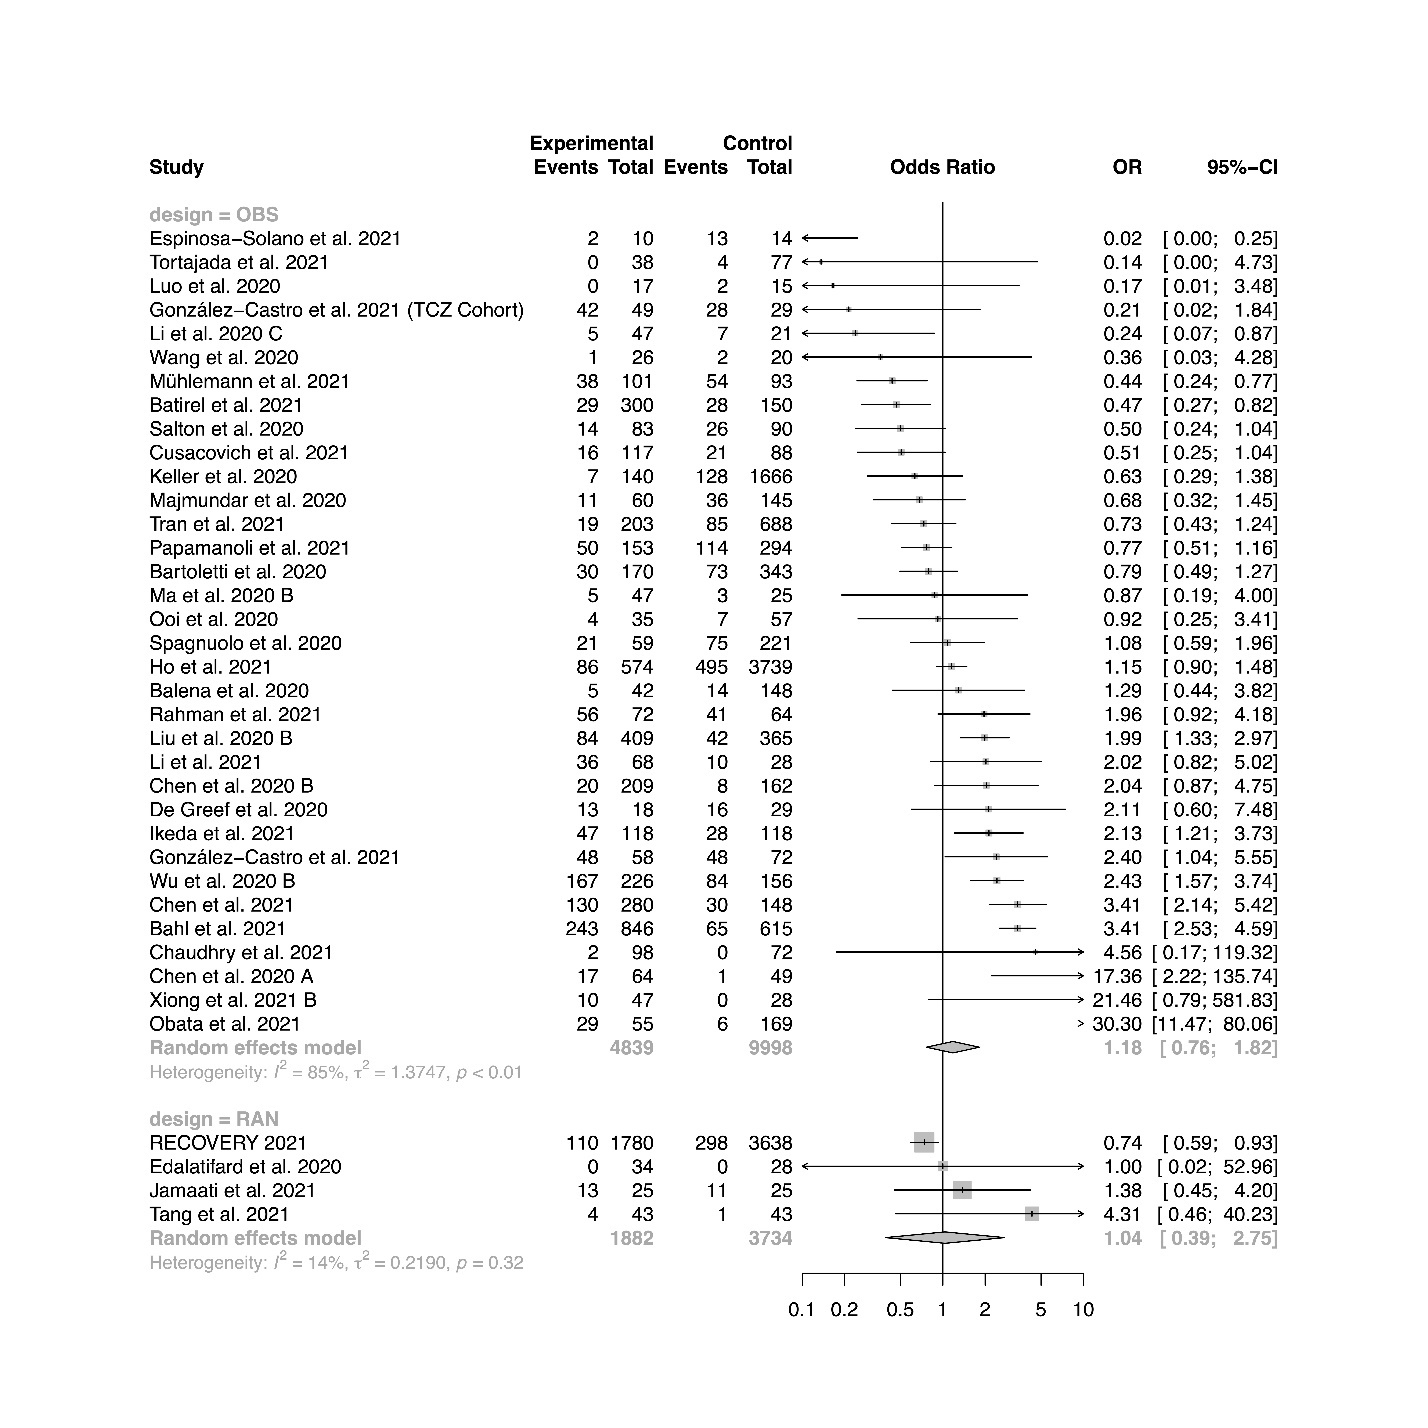 Experimental Control
Study Events Total Events Total Odds Ratio OR 95%−CI
design = OBS
Espinosa−Solano et al. 2021 2 10 13 14 0.02 [ 0.00; 0.25]
Tortajada et al. 2021 0 38 4 77 0.14 [ 0.00; 4.73]
Luo et al. 2020 0 17 2 15 0.17 [ 0.01; 3.48]
González−Castro et al. 2021 (TCZ Cohort) 42 49 28 29 0.21 [ 0.02; 1.84]
Li et al. 2020 C 5 47 7 21 0.24 [ 0.07; 0.87]
Wang et al. 2020 1 26 2 20 0.36 [ 0.03; 4.28]
Mühlemann et al. 2021 38 101 54 93 0.44 [ 0.24; 0.77]
Batirel et al. 2021 29 300 28 150 0.47 [ 0.27; 0.82]
Salton et al. 2020 14 83 26 90 0.50 [ 0.24; 1.04]
Cusacovich et al. 2021 16 117 21 88 0.51 [ 0.25; 1.04]
Keller et al. 2020 7 140 128 1666 0.63 [ 0.29; 1.38]
Majmundar et al. 2020 11 60 36 145 0.68 [ 0.32; 1.45]
Tran et al. 2021 19 203 85 688 0.73 [ 0.43; 1.24]
Papamanoli et al. 2021 50 153 114 294 0.77 [ 0.51; 1.16]
Bartoletti et al. 2020 30 170 73 343 0.79 [ 0.49; 1.27]
Ma et al. 2020 B 5 47 3 25 0.87 [ 0.19; 4.00]
Ooi et al. 2020 4 35 7 57 0.92 [ 0.25; 3.41]
Spagnuolo et al. 2020 21 59 75 221 1.08 [ 0.59; 1.96]
Ho et al. 2021 86 574 495 3739 1.15 [ 0.90; 1.48]
Balena et al. 2020 5 42 14 148 1.29 [ 0.44; 3.82]
Rahman et al. 2021 56 72 41 64 1.96 [ 0.92; 4.18]
Liu et al. 2020 B 84 409 42 365 1.99 [ 1.33; 2.97]
Li et al. 2021 36 68 10 28 2.02 [ 0.82; 5.02]
Chen et al. 2020 B 20 209 8 162 2.04 [ 0.87; 4.75]
De Greef et al. 2020 13 18 16 29 2.11 [ 0.60; 7.48]
Ikeda et al. 2021 47 118 28 118 2.13 [ 1.21; 3.73]
González−Castro et al. 2021 48 58 48 72 2.40 [ 1.04; 5.55]
Wu et al. 2020 B 167 226 84 156 2.43 [ 1.57; 3.74]
Chen et al. 2021 130 280 30 148 3.41 [ 2.14; 5.42]
Bahl et al. 2021 243 846 65 615 3.41 [ 2.53; 4.59]
Chaudhry et al. 2021 2 98 0 72 4.56 [ 0.17; 119.32]
Chen et al. 2020 A 17 64 1 49 17.36 [ 2.22; 135.74]
Xiong et al. 2021 B 10 47 0 28 21.46 [ 0.79; 581.83]
Obata et al. 2021 29 55 6 169 30.30 [11.47; 80.06]
Random effects model 4839 9998 1.18 [ 0.76; 1.82]
Heterogeneity: I² = 85%, τ² = 1.3747, p < 0.01
design = RAN
RECOVERY 2021 110 1780 298 3638 0.74 [ 0.59; 0.93]
Edalatifard et al. 2020 0 34 0 28 1.00 [ 0.02; 52.96]
Jamaati et al. 2021 13 25 11 25 1.38 [ 0.45; 4.20]
Tang et al. 2021 4 43 1 43 4.31 [ 0.46; 40.23]
Random effects model 1882 3734 1.04 [ 0.39; 2.75]
Heterogeneity: I² = 14%, τ² = 0.2190, p = 0.32
0.1 0.2 0.5 1 2 5 10